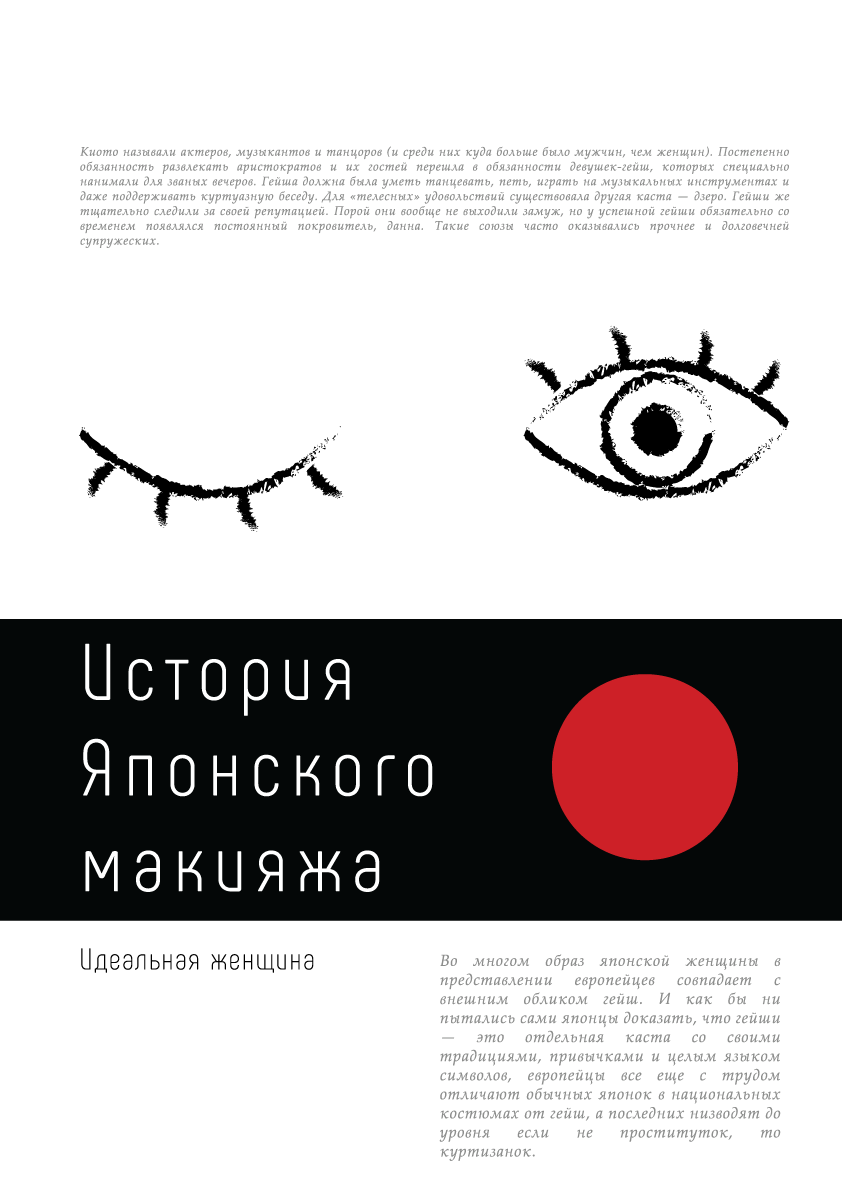 Киото называли актеров, музыкантов и танцоров (и среди них куда больше было мужчин, чем женщин). Постепенно
обязанность развлекать аристократов и их гостей перешла в обязанности девушек-гейш, которых специально
нанимали для званых вечеров. Гейша должна была уметь танцевать, петь, играть на музыкальных инструментах и
даже поддерживать куртуазную беседу. Для «телесных» удовольствий существовала другая каста — дзеро. Гейши же
тщательно следили за своей репутацией. Порой они вообще не выходили замуж, но у успешной гейши обязательно со
временем появлялся постоянный покровитель, данна. Такие союзы часто оказывались прочнее и долговечней
супружеских.
История
Японского
макияжа
Идеальная женщина
Во многом образ японской женщины в
представлении европейцев совпадает с
внешним обликом гейш. И как бы ни
пытались сами японцы доказать, что гейши
— это отдельная каста со своими
традициями, привычками и целым языком
символов, европейцы все еще с трудом
отличают обычных японок в национальных
костюмах от гейш, а последних низводят до
уровня если не проституток, то
куртизанок.